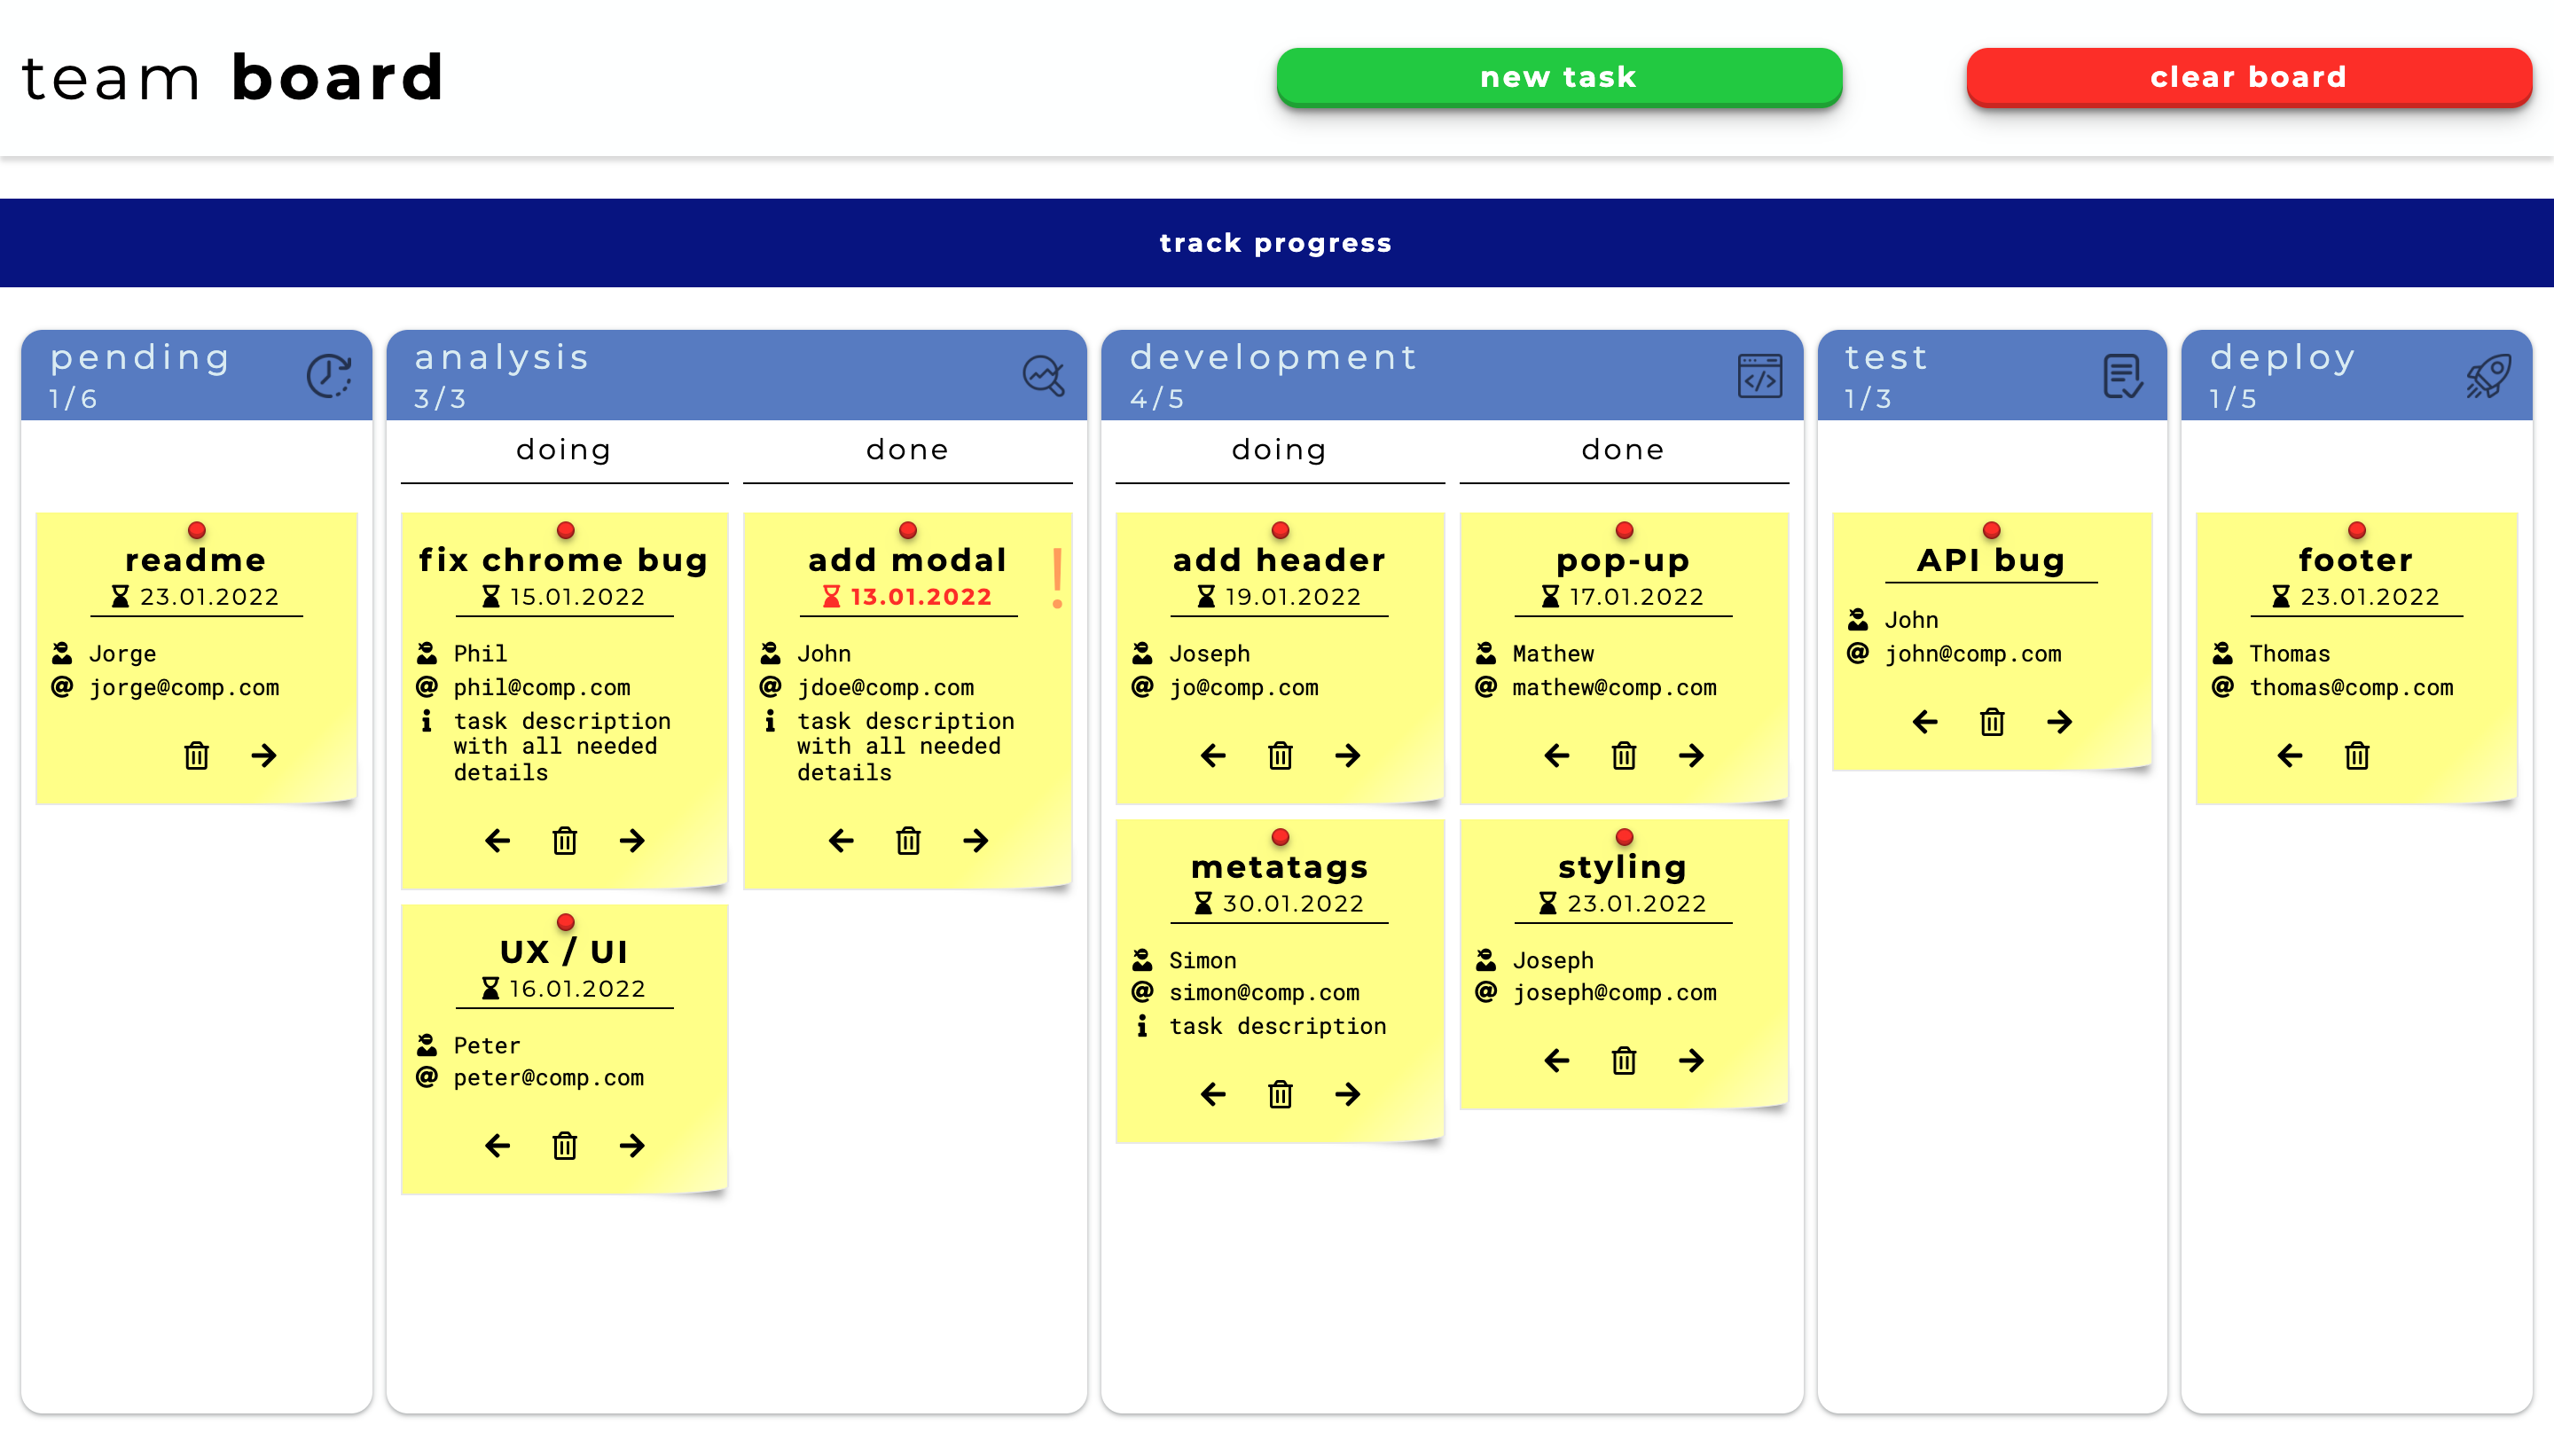 team board
new task
clear board
track progress
pending
1/6
readme
23.01.2022
Jorge
@ jorge@comp.com
analysis
3/3
doing
fix chrome bug
15.01.2022
Phil
@ phil@comp.com
i task description
with all needed
details
UX / UI
16.01.2022
Peter
@ peter@comp.com
done
add modal
!
13.01.2022
John
@ jdoe@comp.com
i task description
with all needed
details
development
4/5
</>
doing
add header
19.01.2022
Joseph
@ jo@comp.com
metatags
30.01.2022
Simon
@ simon@comp.com
i task description
done
pop-up
17.01.2022
Mathew
@ mathew@comp.com
styling
23.01.2022
Joseph
@ joseph@comp.com
test
1/3
API bug
John
@ john@comp.com
deploy
1/5
footer
23.01.2022
Thomas
@ thomas@comp.com